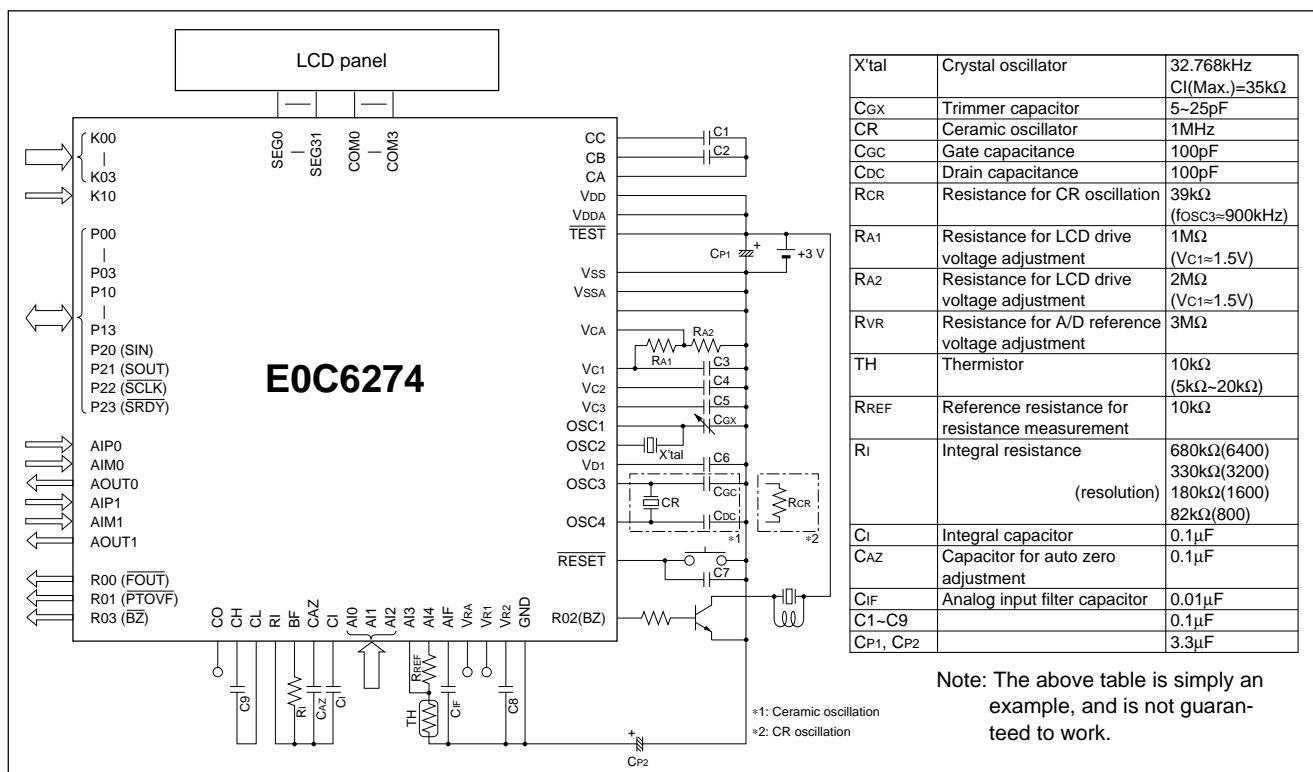 LCD panel
SEG0
SEG31
COM0
COM3
K00
K03
K10
P00
P03
P10
P13
P20 (SIN)
P21 (SOUT)
P22 (SCLK)
P23 (SRDY)
AIP0
AIM0
AOUT0
AIP1
AIM1
AOUT1
R00 (FOUT)
R01 (PTOVF)
R03 (BZ)
E0C6274
CC
CB
CA
VDD
VDDA
TEST
VSS
VSSA
VCA
VC1
VC2
VC3
OSC1
OSC2
VD1
OSC3
OSC4
RESET
R02(BZ)
C1
C2
CP1
+
+3 V
RA2
RA1
C3
C4
C5
CGX
X'tal
C6
CGC
CR
CDC
*1
RCR
*2
C7
CO
CH
CL
RI
BF
CAZ
CI
AI0
AI1
AI2
AI3
AI4
AIF
VRA
VR1
VR2
GND
C9
RI
CAZ
CI
RREF
TH
CIF
C8
+
CP2
*1: Ceramic oscillation
*2: CR oscillation
X'tal Crystal oscillator 32.768kHz
CI(Max.)=35kΩ
CGX Trimmer capacitor 5~25pF
CR Ceramic oscillator 1MHz
CGC Gate capacitance 100pF
CDC Drain capacitance 100pF
RCR Resistance for CR oscillation 39kΩ
(fOSC3≈900kHz)
RA1 Resistance for LCD drive 1MΩ
voltage adjustment (VC1≈1.5V)
RA2 Resistance for LCD drive 2MΩ
voltage adjustment (VC1≈1.5V)
RVR Resistance for A/D reference 3MΩ
voltage adjustment
TH Thermistor 10kΩ
(5kΩ~20kΩ)
RREF Reference resistance for 10kΩ
resistance measurement
RI Integral resistance 680kΩ(6400)
330kΩ(3200)
(resolution) 180kΩ(1600)
82kΩ(800)
CI Integral capacitor 0.1μF
CAZ Capacitor for auto zero 0.1μF
adjustment
CIF Analog input filter capacitor 0.01μF
C1~C9 0.1μF
CP1, CP2 3.3μF
Note: The above table is simply an
example, and is not guaran-
teed to work.